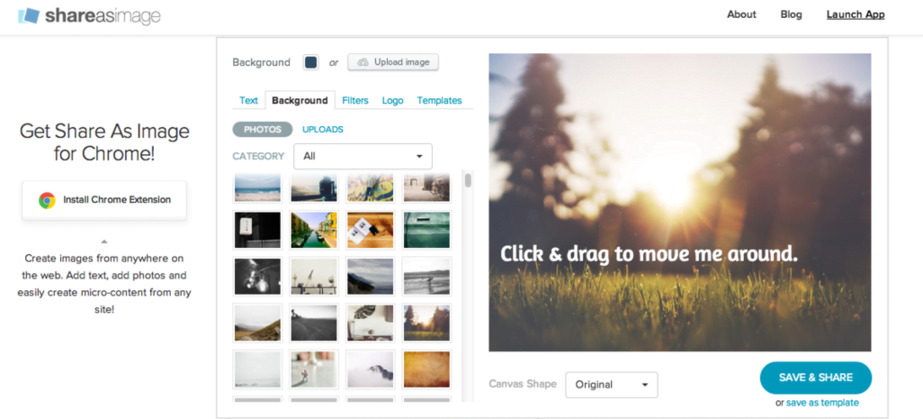 shareasimage
About Blog Launch App
Get Share As Image
for Chrome!
Install Chrome Extension
Create images from anywhere on
the web. Add text, add photos and
easily create micro-content from any
site!
Background or Upload image
Text Background Filters Logo Templates
PHOTOS UPLOADS
CATEGORY All
Click & drag to move me around.
Canvas Shape Original
SAVE & SHARE
or save as template